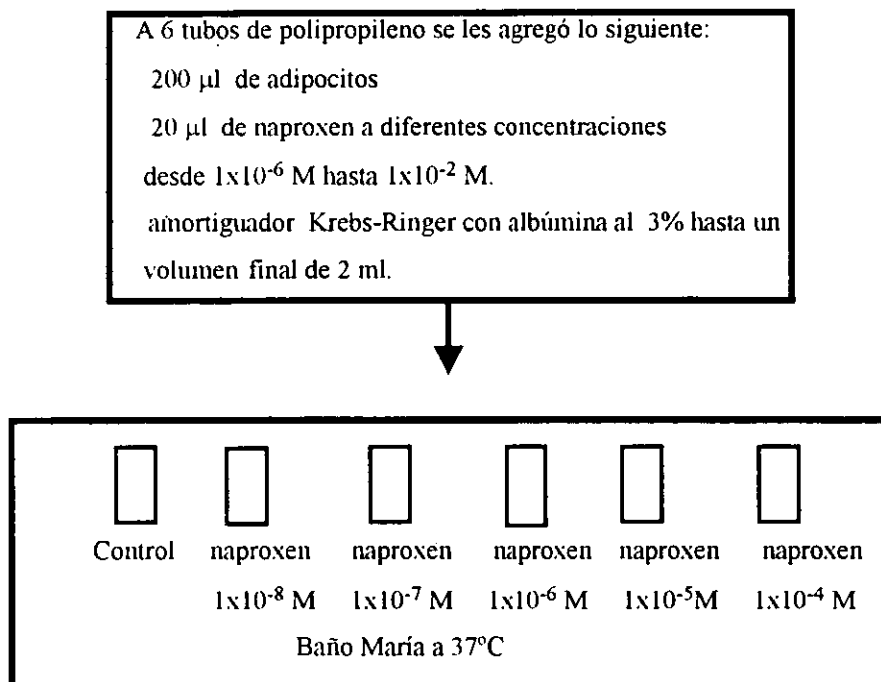 A 6 tubos de polipropileno se les agregó lo siguiente:
200 µl de adipocitos
20 µl de naproxen a diferentes concentraciones
desde 1x10⁻⁶ M hasta 1x10⁻² M.
amortiguador Krebs-Ringer con albúmina al 3% hasta un
volumen final de 2 ml.
Control naproxen naproxen naproxen naproxen naproxen
1x10⁻⁸ M 1x10⁻⁷ M 1x10⁻⁶ M 1x10⁻⁵M 1x10⁻⁴ M
Baño María a 37ºC